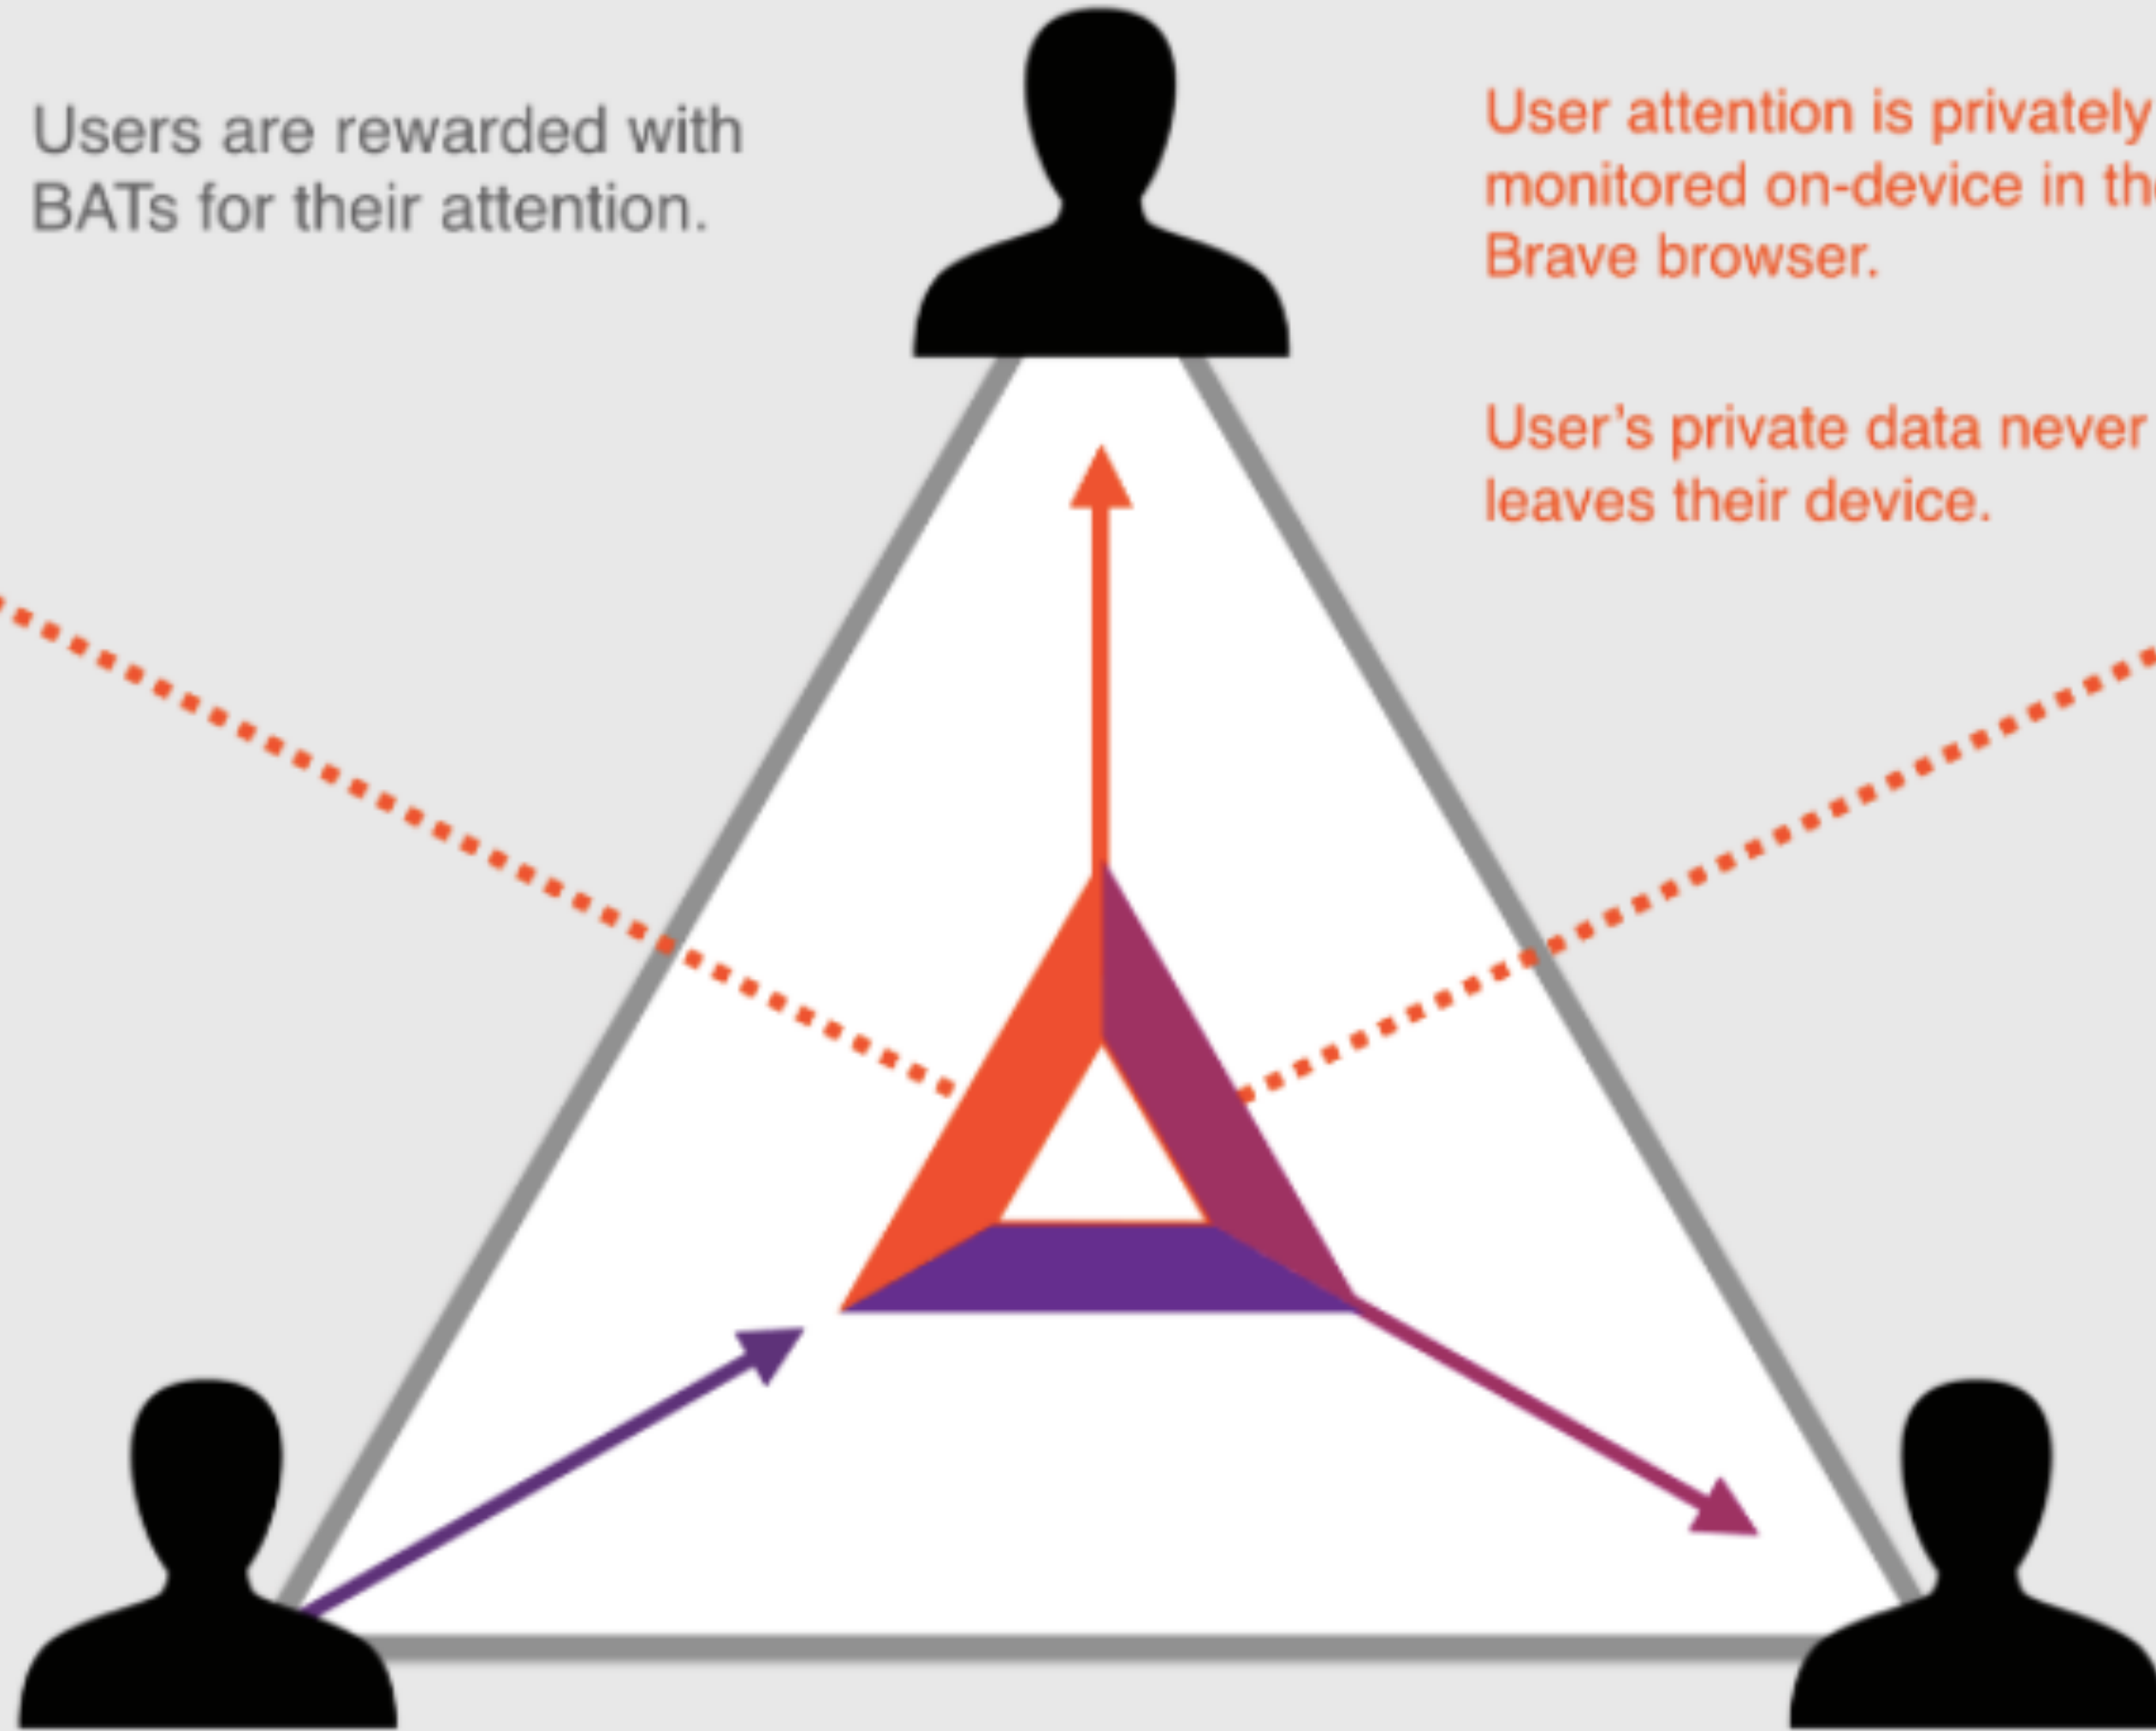 Users are rewarded with
BATs for their attention.
User attention is privately
monitored on-device in the
Brave browser.
User’s private data never
leaves their device.